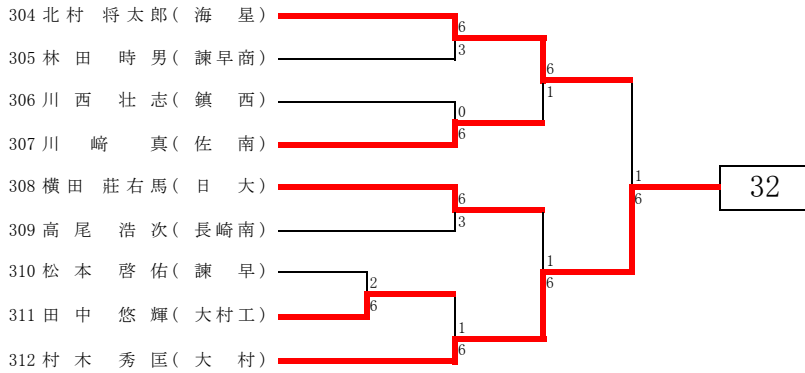 304 北村 将太郎( 海 星)
6
305 林 田 時 男( 諫早商)
3
6
306 川 西 壮 志( 鎮 西)
1
0
307 川 﨑 真( 佐 南)
6
308 横 田 莊 右 馬( 日 大)
1
32
6
6
309 高 尾 浩 次( 長崎南)
3
310 松 本 啓 佑( 諫 早)
1
2
6
311 田 中 悠 輝( 大村工)
6
1
312 村 木 秀 匡( 大 村)
6